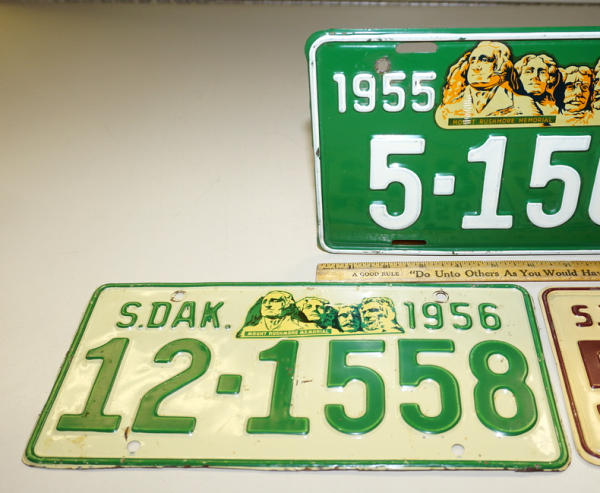 1955
MOUNT RUSHMORE MEMORIAL
5-15
A GOOD RULE "Do Unto Others As You Would Hav
S.DAK. 1956
MOUNT RUSHMORE MEMORIAL
12-1558
S.